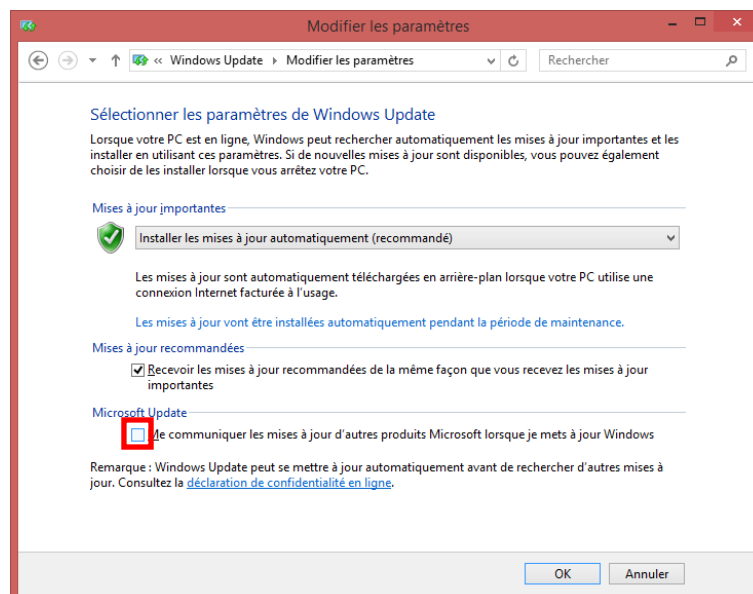 Modifier les paramètres
« Windows Update Modifier les paramètres Rechercher
Sélectionner les paramètres de Windows Update
Lorsque votre PC est en ligne, Windows peut rechercher automatiquement les mises à jour importantes et les
installer en utilisant ces paramètres. Si de nouvelles mises à jour sont disponibles, vous pouvez également
choisir de les installer lorsque vous arrêtez votre PC.
Mises à jour importantes
Installer les mises à jour automatiquement (recommandé)
Les mises à jour sont automatiquement téléchargées en arrière-plan lorsque votre PC utilise une
connexion Internet facturée à l'usage.
Les mises à jour vont être installées automatiquement pendant la période de maintenance.
Mises à jour recommandées
Recevoir les mises à jour recommandées de la même façon que vous recevez les mises à jour
importantes
Microsoft Update
Me communiquer les mises à jour d'autres produits Microsoft lorsque je mets à jour Windows
Remarque : Windows Update peut se mettre à jour automatiquement avant de rechercher d'autres mises à
jour. Consultez la déclaration de confidentialité en ligne.
OK Annuler